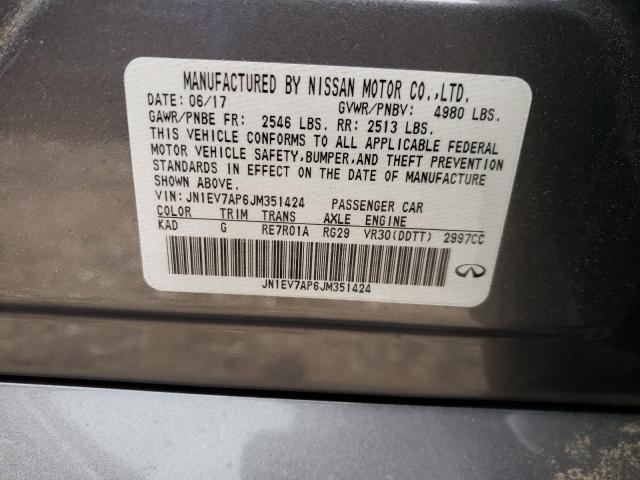 MANUFACTURED BY NISSAN MOTOR CO.,LTD.
DATE: 06/17 GVWR/PNBV: 4980 LBS.
GAWR/PNBE FR: 2546 LBS. RR: 2513 LBS.
THIS VEHICLE CONFORMS TO ALL APPLICABLE FEDERAL
MOTOR VEHICLE SAFETY,BUMPER,AND THEFT PREVENTION
STANDARDS IN EFFECT ON THE DATE OF MANUFACTURE
SHOWN ABOVE.
VIN: JN1EV7AP6JM351424 PASSENGER CAR
COLOR TRIM TRANS AXLE ENGINE
KAD G RE7R01A RG29 VR30(DDTT) 2997CC
JN1EV7AP6JM351424